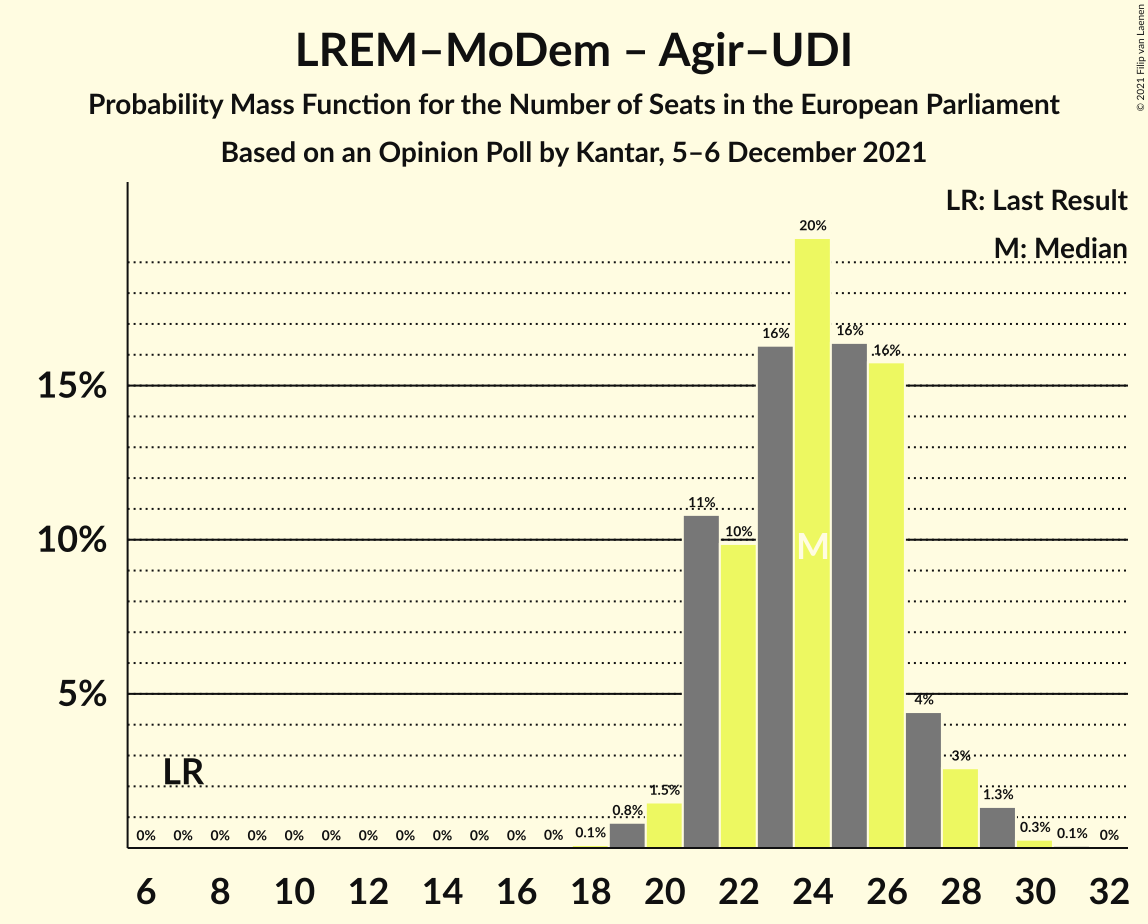 LREM–MoDem – Agir–UDI
Probability Mass Function for the Number of Seats in the European Parliament
Based on an Opinion Poll by Kantar, 5–6 December 2021
© 2021 Filip van Laenen
LR: Last Result
M: Median
15%
10%
5%
LR
M
0% 0% 0% 0% 0% 0% 0% 0% 0% 0% 0% 0% 0.1% 0.8% 1.5% 11% 10% 16% 20% 16% 16% 4% 3% 1.3% 0.3% 0.1% 0%
6 8 10 12 14 16 18 20 22 24 26 28 30 32